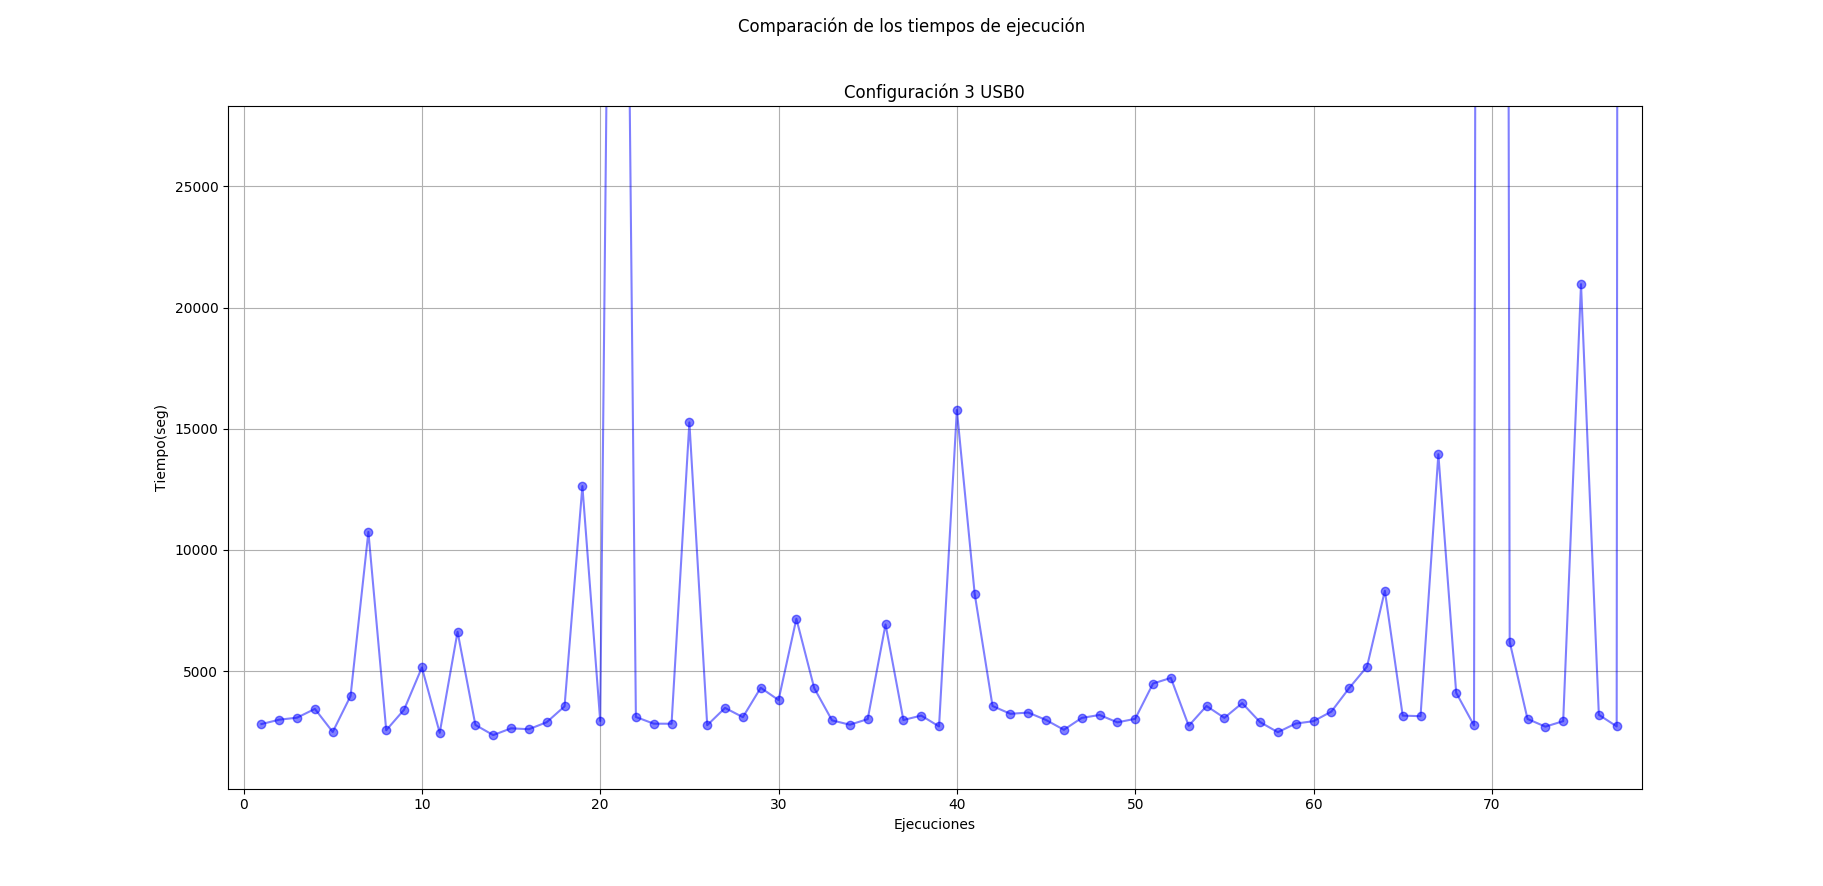 Comparación de los tiempos de ejecución
Configuración 3 USB0
25000
20000
15000
10000
5000
Tiempo(seg)
0 10 20 30 40 50 60 70
Ejecuciones